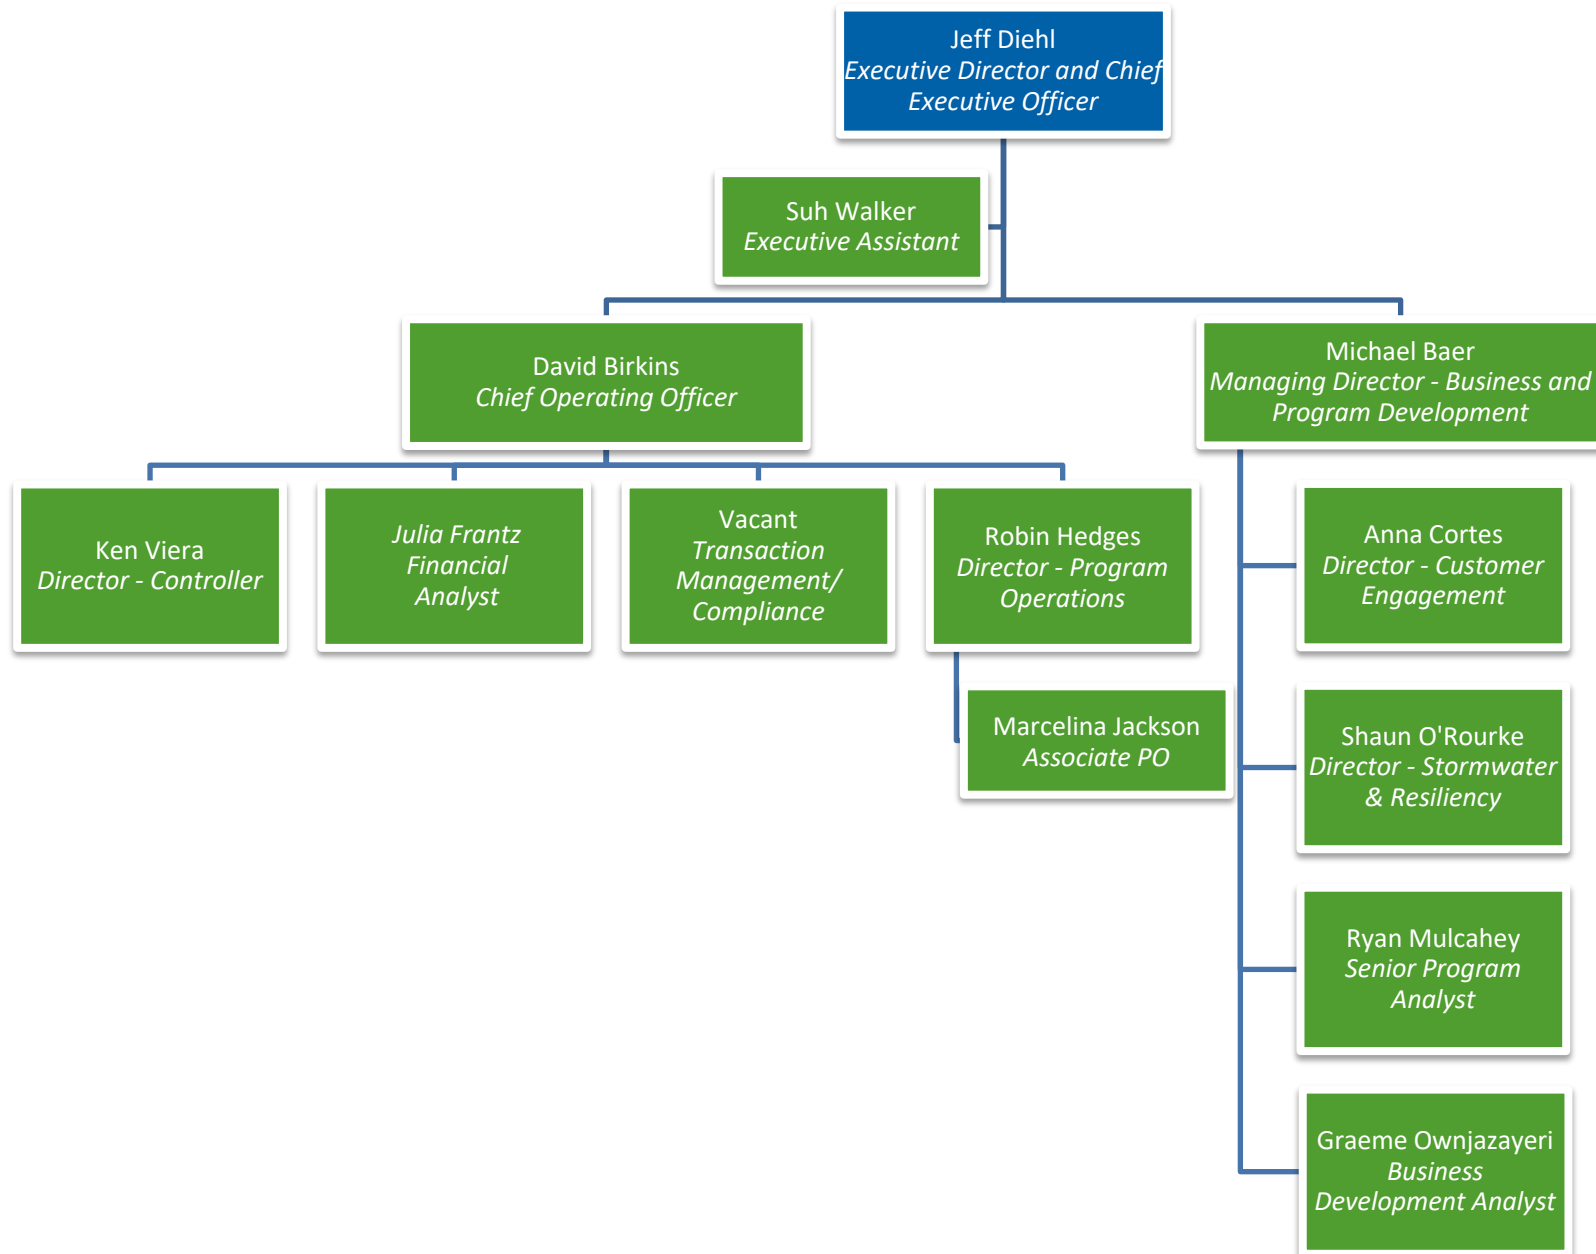 Jeff Diehl
Executive Director and Chief
Executive Officer
Suh Walker
Executive Assistant
David Birkins
Chief Operating Officer
Michael Baer
Managing Director - Business and
Program Development
Ken Viera
Director - Controller
Julia Frantz
Financial
Analyst
Vacant
Transaction
Management/
Compliance
Robin Hedges
Director - Program
Operations
Marcelina Jackson
Associate PO
Anna Cortes
Director - Customer
Engagement
Shaun O'Rourke
Director - Stormwater
& Resiliency
Ryan Mulcahey
Senior Program
Analyst
Graeme Ownjazayeri
Business
Development Analyst